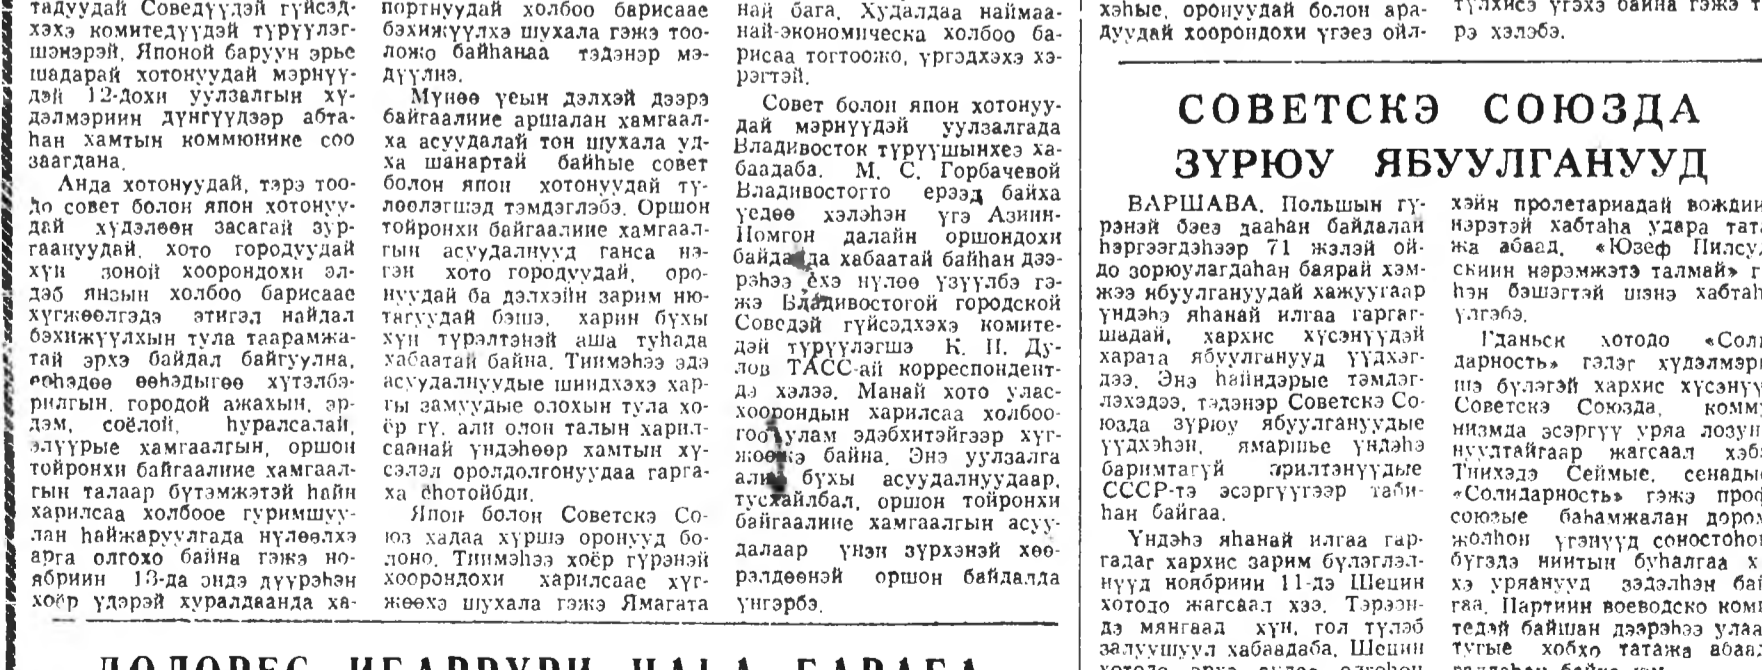 тадуудай Соведүүдэй гүйсэд-
хэхэ комитедүүдэй түрүүлэг-
шэнэрэй, Японой баруун эрье
шадарай хотонуудай мэрнүү-
дэй 12-дохи уулзалгын хү-
дэлмэриин дүнгүүдээр абта-
һан хамтын коммюнике соо
заагдана.
Анда хотонуудай, тэрэ тоо-
до совет болон япон хотонуу-
дай хүдэлөөн засагай зур-
гаануудай, хото городуудай
хүн зоной хоорондохи эл-
дэб янзын холбоо барисаае
хүгжөөлгэдэ этигэл найдал
бэхижүүлхын тула таарамжа-
тай эрхэ байдал байгуулна,
өөһэдөө өөһэдыгөө хүтэлбэ-
рилгын, городой ажахын, эр-
дэм, соёлой, һуралсалай,
элүүрые хамгаалгын, оршон
тойронхи байгаалиие хамгаал-
гын талаар бүтэмжэтэй һайн
харилсаа холбоое гуримшуу-
лан һайжаруулгада нүлөөлхэ
арга олгохо байна гэжэ но-
ябриин 13-да эндэ дүүрэһэн
хоёр үдэрэй хуралдаанда ха-
портнуудай холбоо барисаае
бэхижүүлхэ шухала гэжэ тоо-
ложо байһанаа тэдэнэр мэ-
дүүлнэ.
Мүнөө үеын дэлхэй дээрэ
байгаалиие аршалан хамгаал-
ха асуудалай тон шухала уд-
ха шанартай байһые совет
болон япон хотонуудай тү-
лөөлэгшэд тэмдэглэбэ. Оршон
тойронхи байгаалиие хамгаал-
гын асуудалнууд ганса нэ-
гэн хото городуудай, оро-
нуудай ба дэлхэйн зарим ню-
тагуудай бэшэ, харин бүхы
хүн түрэлтэнэй аша туһада
хабаатай байна. Тиимэһээ эдэ
асуудалнуудые шиидхэхэ хар-
гы замуудые олохын тула хо-
ёр гү, али олон талын харил-
саанай үндэһөөр хамтын хү-
сэлэл оролдолгонуудаа гарга-
ха ёһотойбди.
Япон болон Советскэ Со-
юз хадаа хүршэ оронууд бо-
лоно. Тиимэһээ хоёр гүрэнэй
хоорондохи харилсаае хүг-
жөөхэ шухала гэжэ Ямагата
най бага. Худалдаа наймаа-
най-экономическа холбоо ба-
рисаа тогтоожо, үргэдхэхэ хэ-
рэгтэй.
Совет болон япон хотонуу-
дай мэрнүүдэй уулзалгада
Владивосток түрүүшынхеэ ха-
баадаба. М. С. Горбачевой
Владивостогто ерээд байха
үедөө хэлэһэн үгэ Азиин-
Номгон далайн оршондохи
байдалда хабаатай байһан дээ-
рэһээ ехэ нүлөө үзүүлбэ гэ-
жэ Владивостогой городской
Соведэй гүйсэдхэхэ комите-
дэй түрүүлэгшэ К. И. Ду-
лов ТАСС-ай корреспондент-
дэ хэлээ. Манай хото улас-
хоорондын харилсаа холбоо-
гоо улам эдэбхитэйгээр хүг-
жөөжэ байна. Энэ уулзалга
алив бүхы асуудалнуудаар,
тусхайлбал, оршон тойронхи
байгаалиие хамгаалгын асуу-
далаар үнэн зүрхэнэй хөө-
рэлдөөнэй оршон байдалда
үнгэрбэ.
хэһые, оронуудай болон ара-
дуудай хоорондохи үгэез ойл-
түлхисэ үгэхэ байна гэжэ т
рэ хэлэбэ.
СОВЕТСКЭ СОЮЗДА
ЗҮРЮУ ЯБУУЛГАНУУД
ВАРШАВА. Польшын гү-
рэнэй бэеэ дааһан байдалай
һэргээгдэһээр 71 жэлэй ой-
до зорюулагдаһан баярай хэм-
жээ ябуулгануудай хажуугаар
үндэһэ яһанай илгаа гаргаг-
шадай, хархис хүсэнүүдэй
харата ябуулганууд үүдхэг-
дээ. Энэ һайндэрые тэмдэг-
лэхэдээ, тэдэнэр Советскэ Со-
юзда зүрюу ябуулгануудые
үүдхэһэн, ямаршье үндэһэ
баримтагүй эрилтэнүүдые
СССР-тэ эсэргүүгээр таби-
һан байгаа.
Үндэһэ яһанай илгаа гар-
гадаг хархис зарим бүлэглэл-
нүүд ноябриин 11-дэ Шецин
хотодо жагсаал хээ. Тэрээн-
дэ мянгаад хүн, гол түлэб
залуушуул хабаадаба. Шецин
хэйн пролетариадай вождин
нэрэтэй хабтаһа удара тата
жа абаад, «Юзеф Пилсуд
скиин нэрэмжэтэ талмай» г
һэн бэшэгтэй шэнэ хабтаһ
үлгэбэ.
Гданьск хотодо «Соли
дарность» гэдэг хүдэлмэри
шэ бүлэгэй хархис хүсэнүү
Советскэ Союзда, комму
низмда эсэргүү уряа лозун
нуултайгаар жагсаал хэбэ
Тиихэдэ Сеймые, сенады
«Солидарность» гэжэ проф
союзые баһамжалан дорож
жолһон үгэнүүд соностоһон
бүгэдэ ниитын буһалгаа х
хэ уряанууд зэдэлһэн бай
гаа. Партиин воеводско коми
тедэй байшан дээрэһээ улаа
тугые хобхо татажа абаад